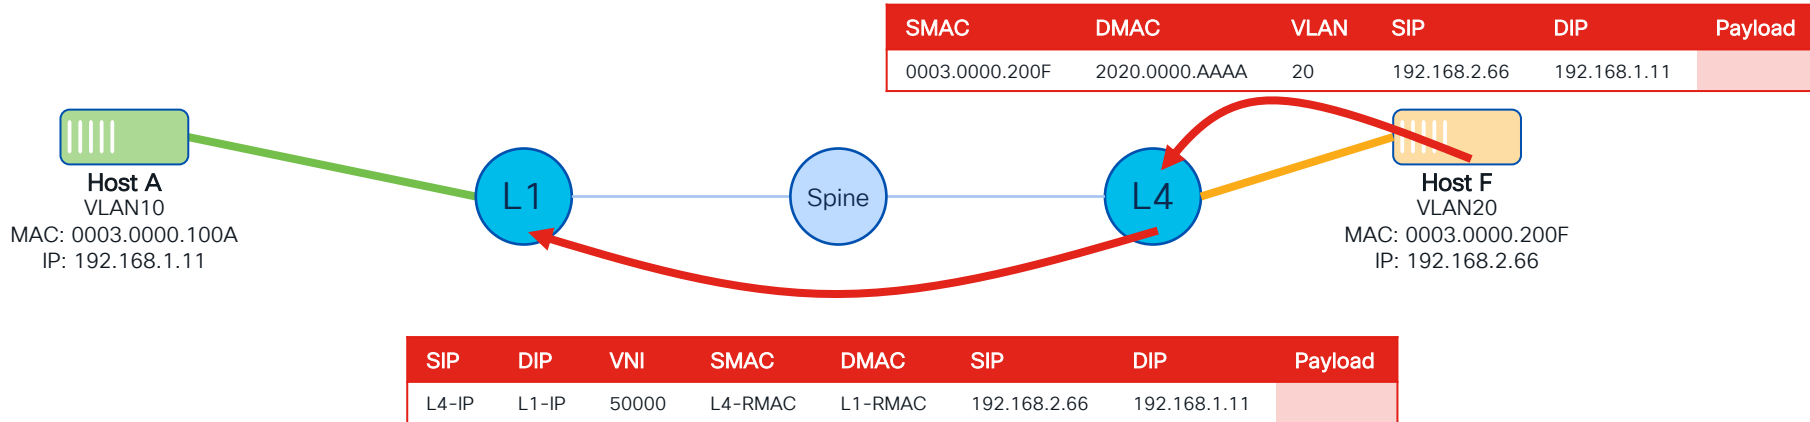 SMAC DMAC VLAN SIP DIP Payload
0003.0000.200F 2020.0000.AAAA 20 192.168.2.66 192.168.1.11
Host A
VLAN10
MAC: 0003.0000.100A
IP: 192.168.1.11
L1
Spine
L4
Host F
VLAN20
MAC: 0003.0000.200F
IP: 192.168.2.66
SIP DIP VNI SMAC DMAC SIP DIP Payload
L4-IP L1-IP 50000 L4-RMAC L1-RMAC 192.168.2.66 192.168.1.11